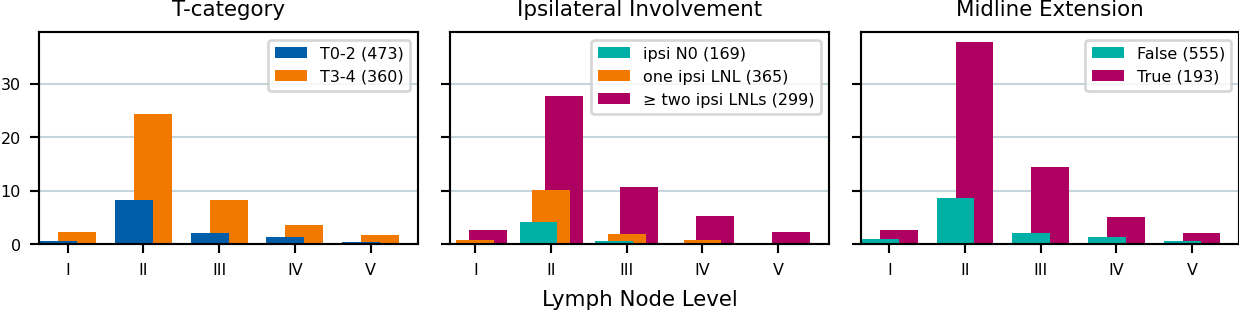 T-category
Ipsilateral Involvement
Midline Extension
T0-2 (473)
T3-4 (360)
ipsi N0 (169)
one ipsi LNL (365)
≥ two ipsi LNLs (299)
False (555)
True (193)
30
20
10
0
I II III IV V
I II III IV V
I II III IV V
Lymph Node Level